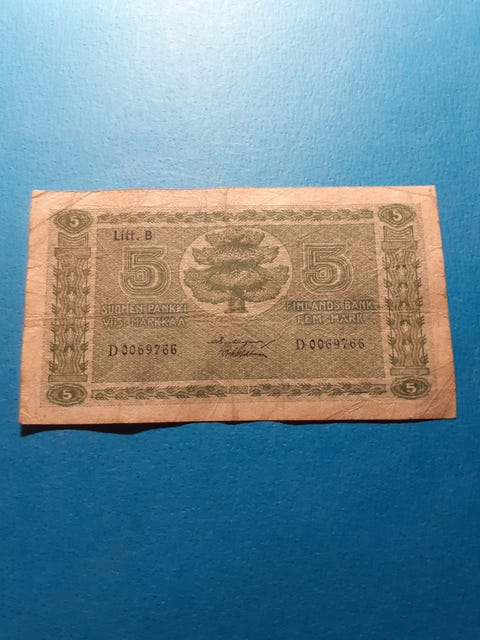 5 5
Litt. B
5 5
SUOMEN PANKKI FINLANDS BANK
VIISI MARKKAA FEM MARK
D 0069766 D 0069766
5 5